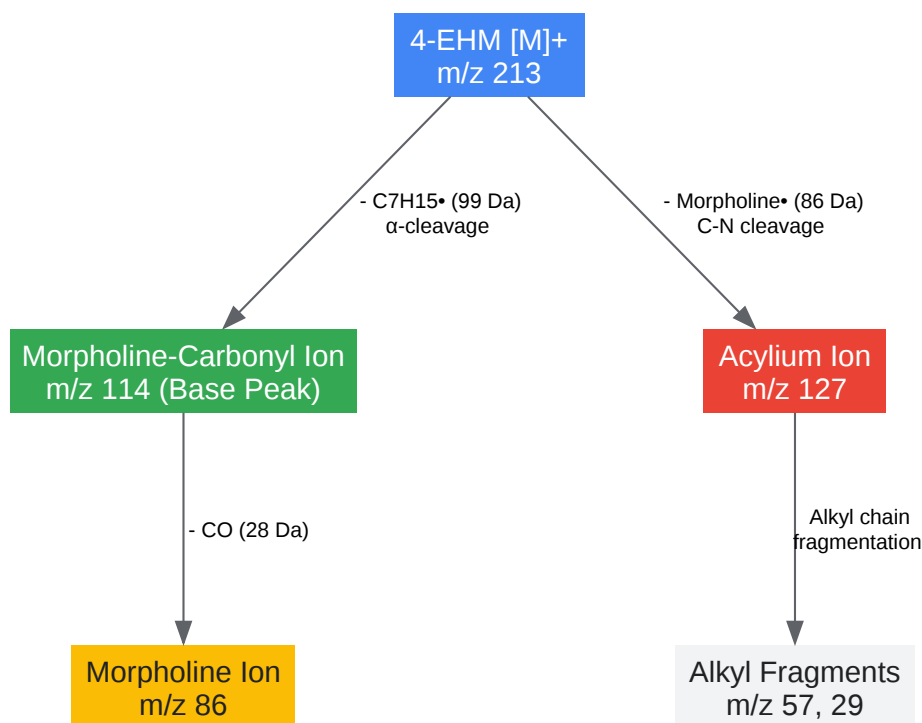 4-EHM [M]+
m/z 213
- C7H15• (99 Da)
α-cleavage
- Morpholine• (86 Da)
C-N cleavage
Morpholine-Carbonyl Ion
m/z 114 (Base Peak)
Acylium Ion
m/z 127
- CO (28 Da)
Alkyl chain
fragmentation
Morpholine Ion
m/z 86
Alkyl Fragments
m/z 57, 29